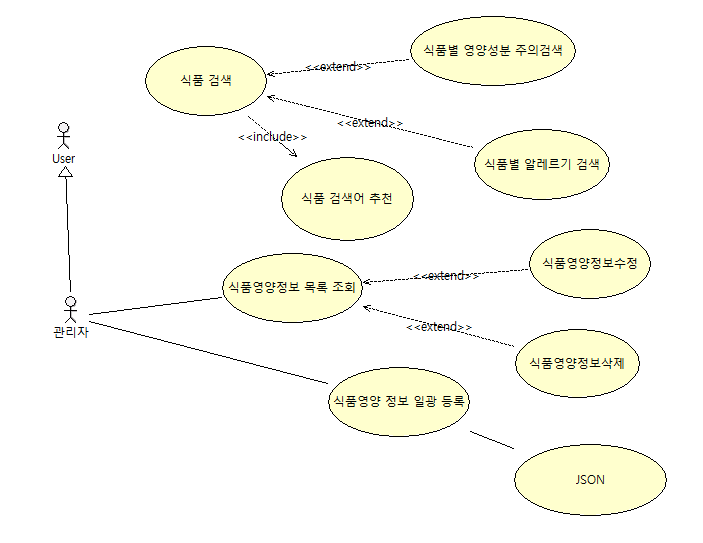 식품별 영양성분 주의검색
<<extend>>
식품 검색
<<extend>>
<<include>>
User
식품별 알레르기 검색
식품 검색어 추천
식품영양정보수정
<<extend>>
식품영양정보 목록 조회
<<extend>>
관리자
식품영양정보삭제
식품영양 정보 일광 등록
JSON